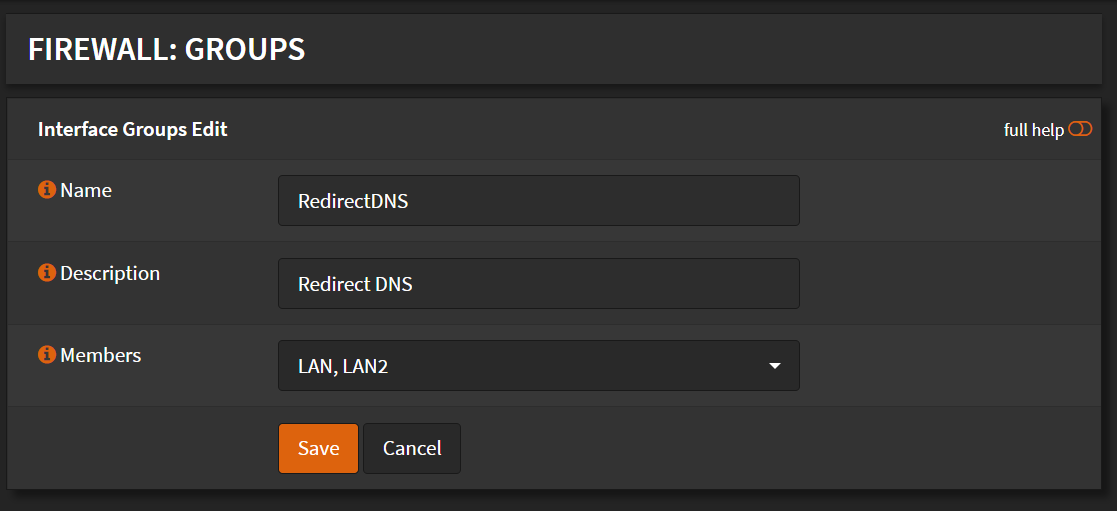 FIREWALL: GROUPS
Interface Groups Edit full help
Name RedirectDNS
Description Redirect DNS
Members LAN, LAN2
Save Cancel